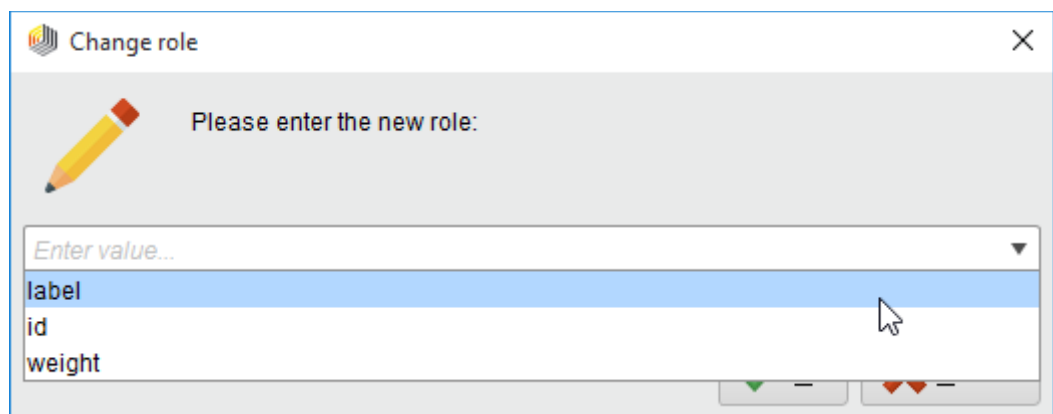 Change role
Please enter the new role:
Enter value...
label
id
weight